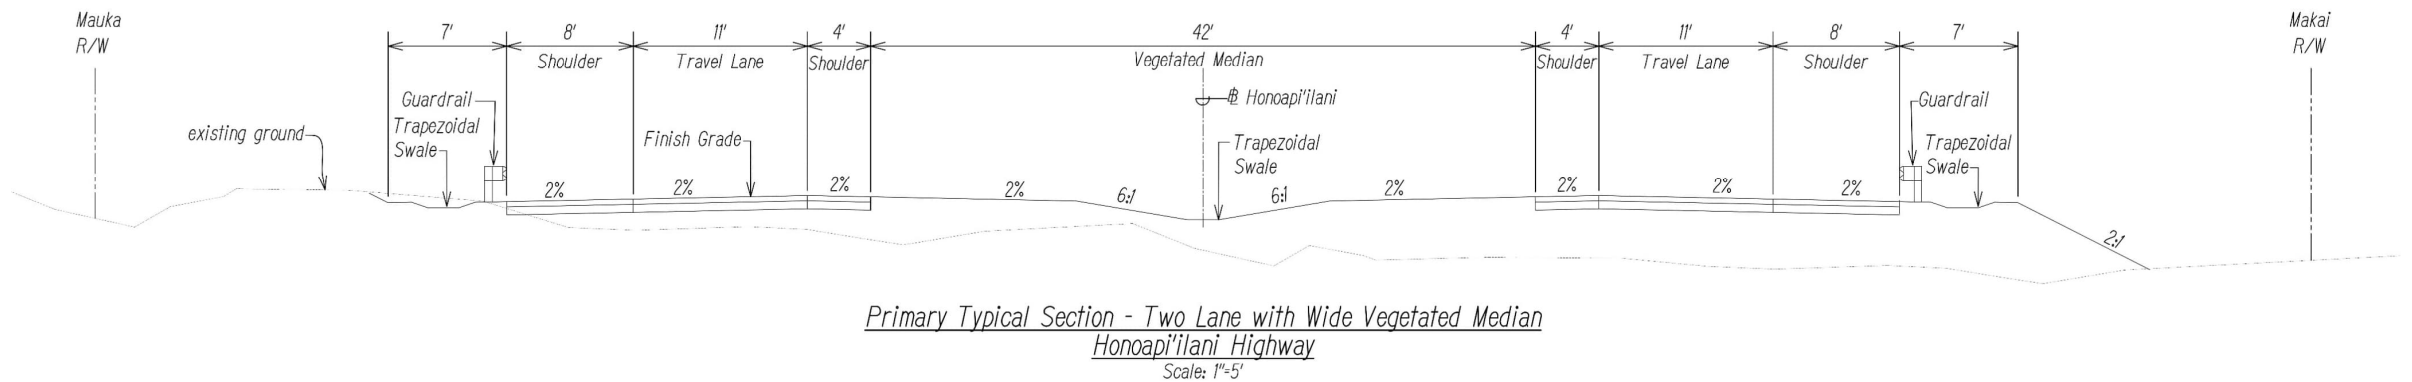 Mauka
R/W
7'
8'
Shoulder
11'
Travel Lane
4'
Shoulder
42'
Vegetated Median
4'
Shoulder
11'
Travel Lane
8'
Shoulder
7'
Makai
R/W
existing ground
Guardrail
Trapezoidal
Swale
Finish Grade
℄ Honoapi'ilani
Trapezoidal
Swale
Guardrail
Trapezoidal
Swale
2%
2%
2%
2%
6:1
6:1
2%
2%
2%
2%
2:1
Primary Typical Section - Two Lane with Wide Vegetated Median
Honoapi'ilani Highway
Scale: 1"=5'